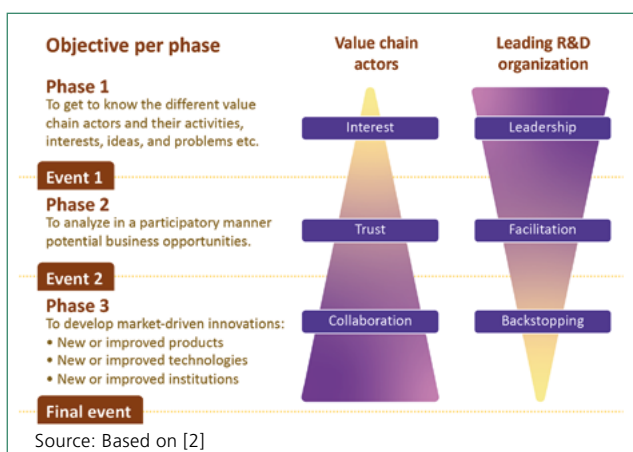 Objective per phase
Value chain
actors
Leading R&D
organization
Phase 1
To get to know the different value
chain actors and their activities,
interests, ideas, and problems etc.
Interest
Leadership
Event 1
Phase 2
To analyze in a participatory manner
potential business opportunities.
Trust
Facilitation
Event 2
Phase 3
To develop market-driven innovations:
• New or improved products
• New or improved technologies
• New or improved institutions
Collaboration
Backstopping
Final event
Source: Based on [2]